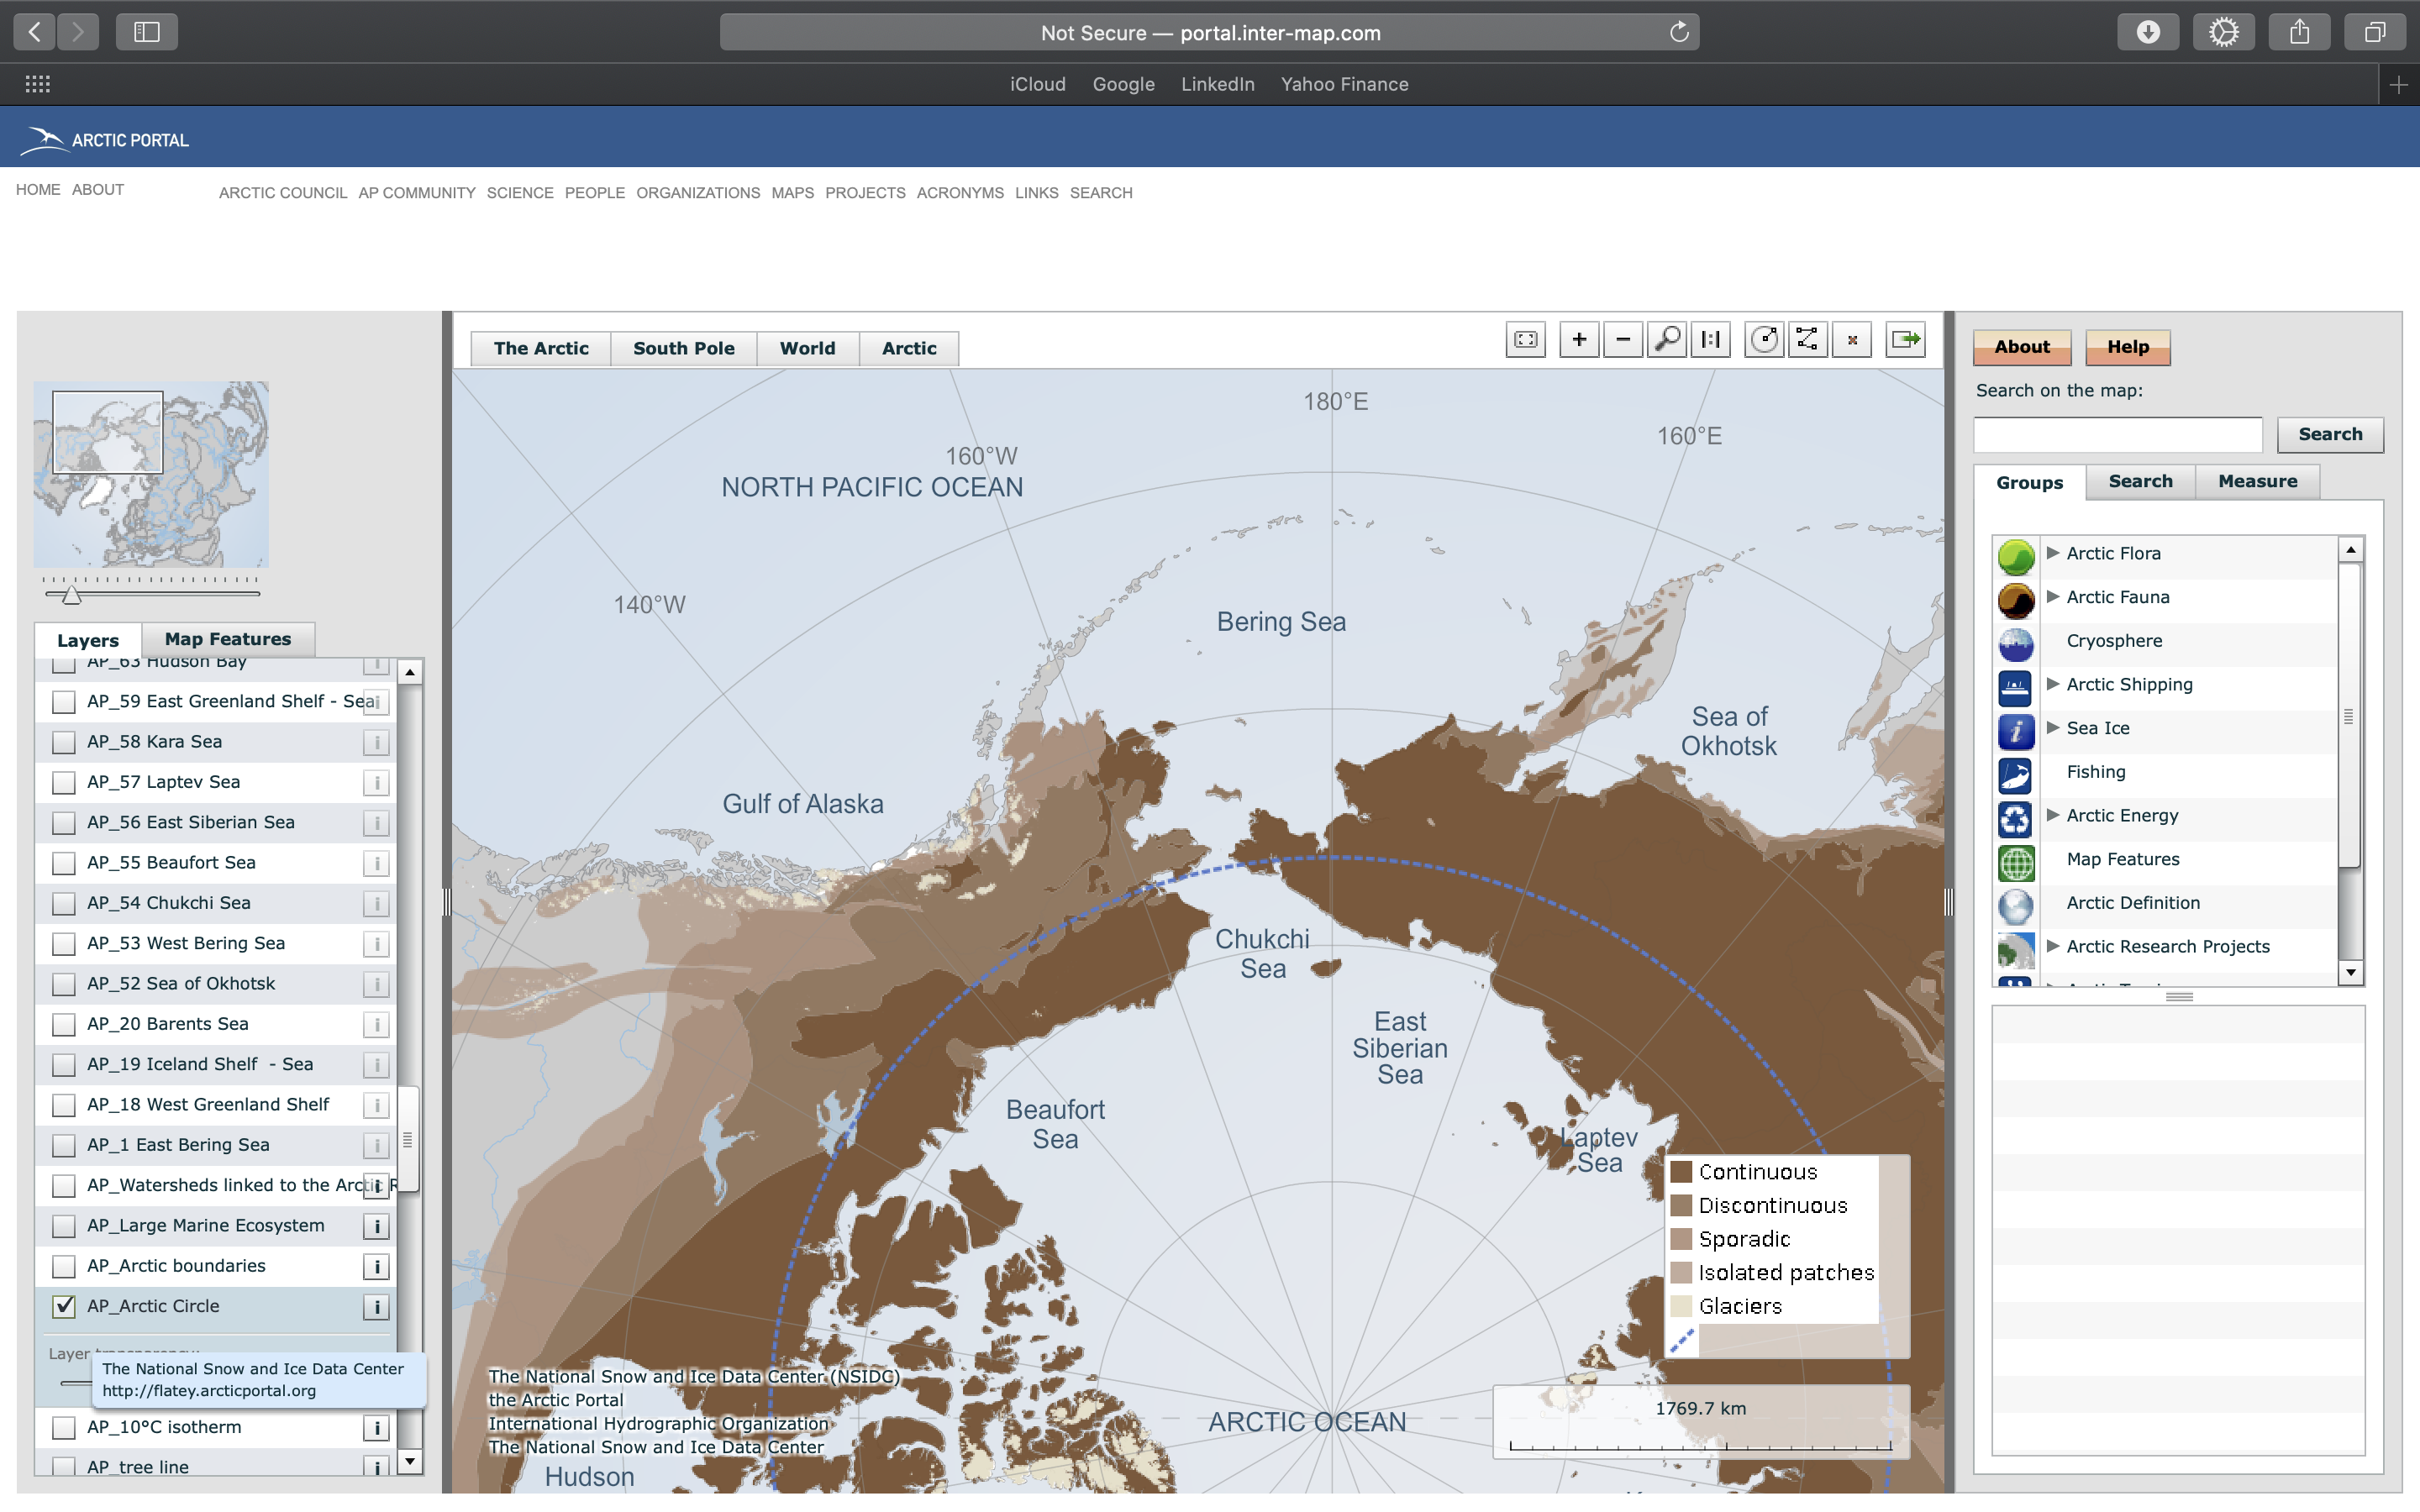 Not Secure — portal.inter-map.com
iCloud Google LinkedIn Yahoo Finance
ARCTIC PORTAL
HOME ABOUT
ARCTIC COUNCIL AP COMMUNITY SCIENCE PEOPLE ORGANIZATIONS MAPS PROJECTS ACRONYMS LINKS SEARCH
Layers Map Features
AP_63 Hudson Bay
AP_59 East Greenland Shelf - Sea
AP_58 Kara Sea
AP_57 Laptev Sea
AP_56 East Siberian Sea
AP_55 Beaufort Sea
AP_54 Chukchi Sea
AP_53 West Bering Sea
AP_52 Sea of Okhotsk
AP_20 Barents Sea
AP_19 Iceland Shelf - Sea
AP_18 West Greenland Shelf
AP_1 East Bering Sea
AP_Watersheds linked to the Arctic R
AP_Large Marine Ecosystem
AP_Arctic boundaries
AP_Arctic Circle
Layer transparency:
The National Snow and Ice Data Center
http://flatey.arcticportal.org
AP_10°C isotherm
AP_tree line
The Arctic South Pole World Arctic
180°E
160°E
160°W
NORTH PACIFIC OCEAN
140°W
Bering Sea
Sea of
Okhotsk
Gulf of Alaska
Chukchi
Sea
East
Siberian
Sea
Beaufort
Sea
Laptev
Sea
Continuous
Discontinuous
Sporadic
Isolated patches
Glaciers
The National Snow and Ice Data Center (NSIDC)
the Arctic Portal
International Hydrographic Organization
The National Snow and Ice Data Center
ARCTIC OCEAN
1769.7 km
Hudson
About Help
Search on the map:
Search
Groups Search Measure
Arctic Flora
Arctic Fauna
Cryosphere
Arctic Shipping
Sea Ice
Fishing
Arctic Energy
Map Features
Arctic Definition
Arctic Research Projects